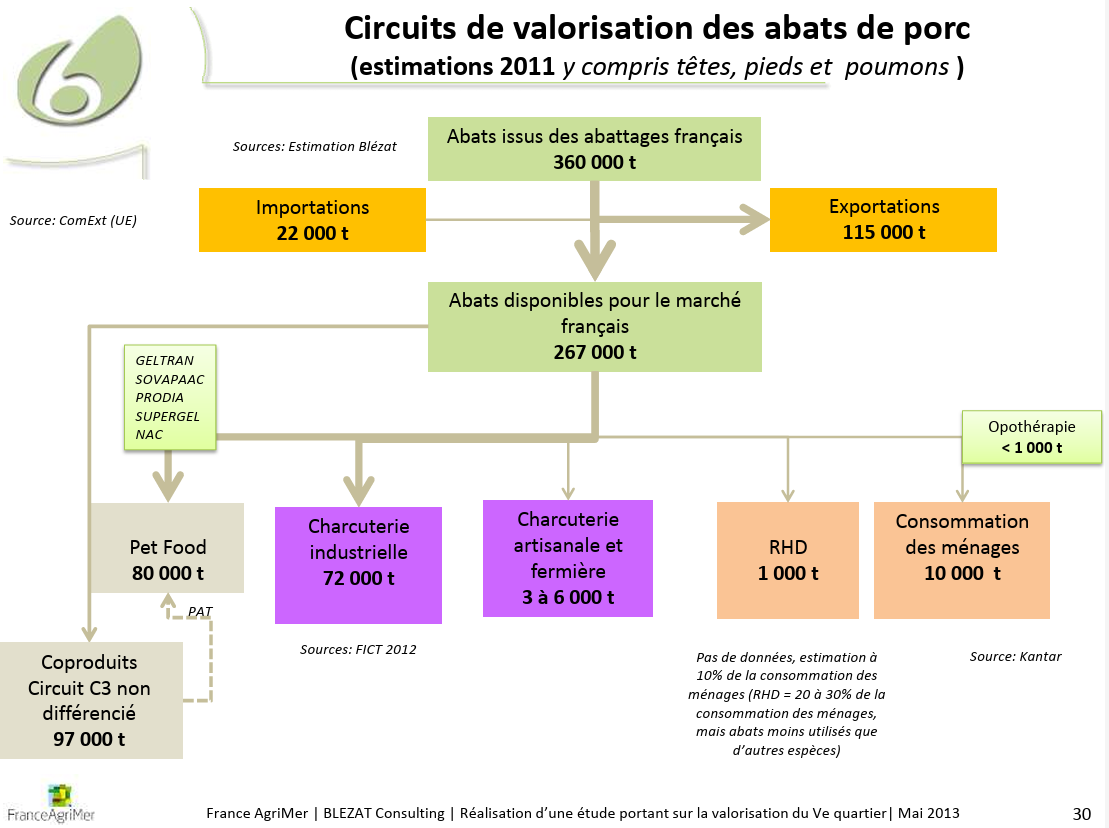 Circuits de valorisation des abats de porc
(estimations 2011 y compris têtes, pieds et poumons )
Sources: Estimation Blézat
Abats issus des abattages français
360 000 t
Source: ComExt (UE)
Importations
22 000 t
Exportations
115 000 t
Abats disponibles pour le marché
français
267 000 t
GELTRAN
SOVAPAAC
PRODIA
SUPERGEL
NAC
Opothérapie
< 1 000 t
Pet Food
80 000 t
Charcuterie
industrielle
72 000 t
Charcuterie
artisanale et
fermière
3 à 6 000 t
RHD
1 000 t
Consommation
des ménages
10 000 t
PAT
Coproduits
Circuit C3 non
différencié
97 000 t
Sources: FICT 2012
Pas de données, estimation à
10% de la consommation des
ménages (RHD = 20 à 30% de la
consommation des ménages,
mais abats moins utilisés que
d’autres espèces)
Source: Kantar
FranceAgriMer
France AgriMer | BLEZAT Consulting | Réalisation d’une étude portant sur la valorisation du Ve quartier| Mai 2013
30